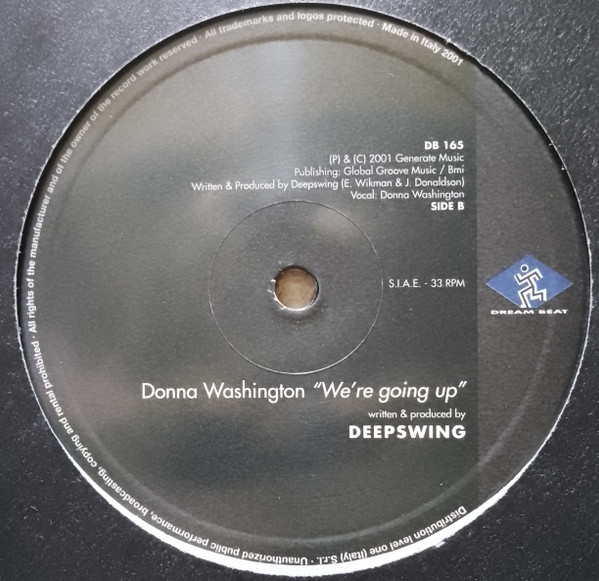 DB 165
(P) & (C) 2001 Generate Music
Publishing: Global Groove Music / Bmi
Written & Produced by Deepswing (E. Wikman & J. Donaldson)
Vocal: Donna Washington
SIDE B
S.I.A.E. - 33 RPM
DREAM BEAT
Donna Washington “We’re going up”
written & produced by
DEEPSWING
Distribution level one (Italy) S.r.l. · Unauthorized public performance, broadcasting, copying and rental prohibited · All rights of the manufacturer and of the owner of the record work reserved · All trademarks and logos protected · Made in Italy 2001